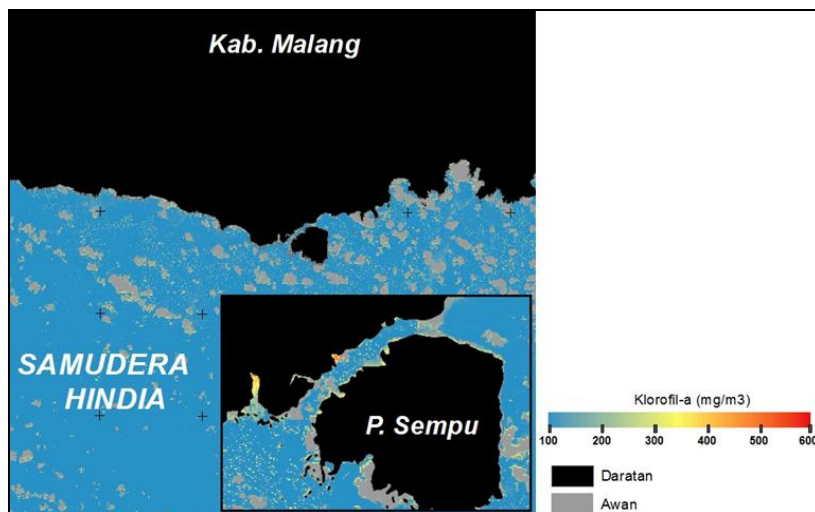 Kab. Malang
SAMUDERA
HINDIA
P. Sempu
Klorofil-a (mg/m3)
100 200 300 400 500 600
Daratan
Awan